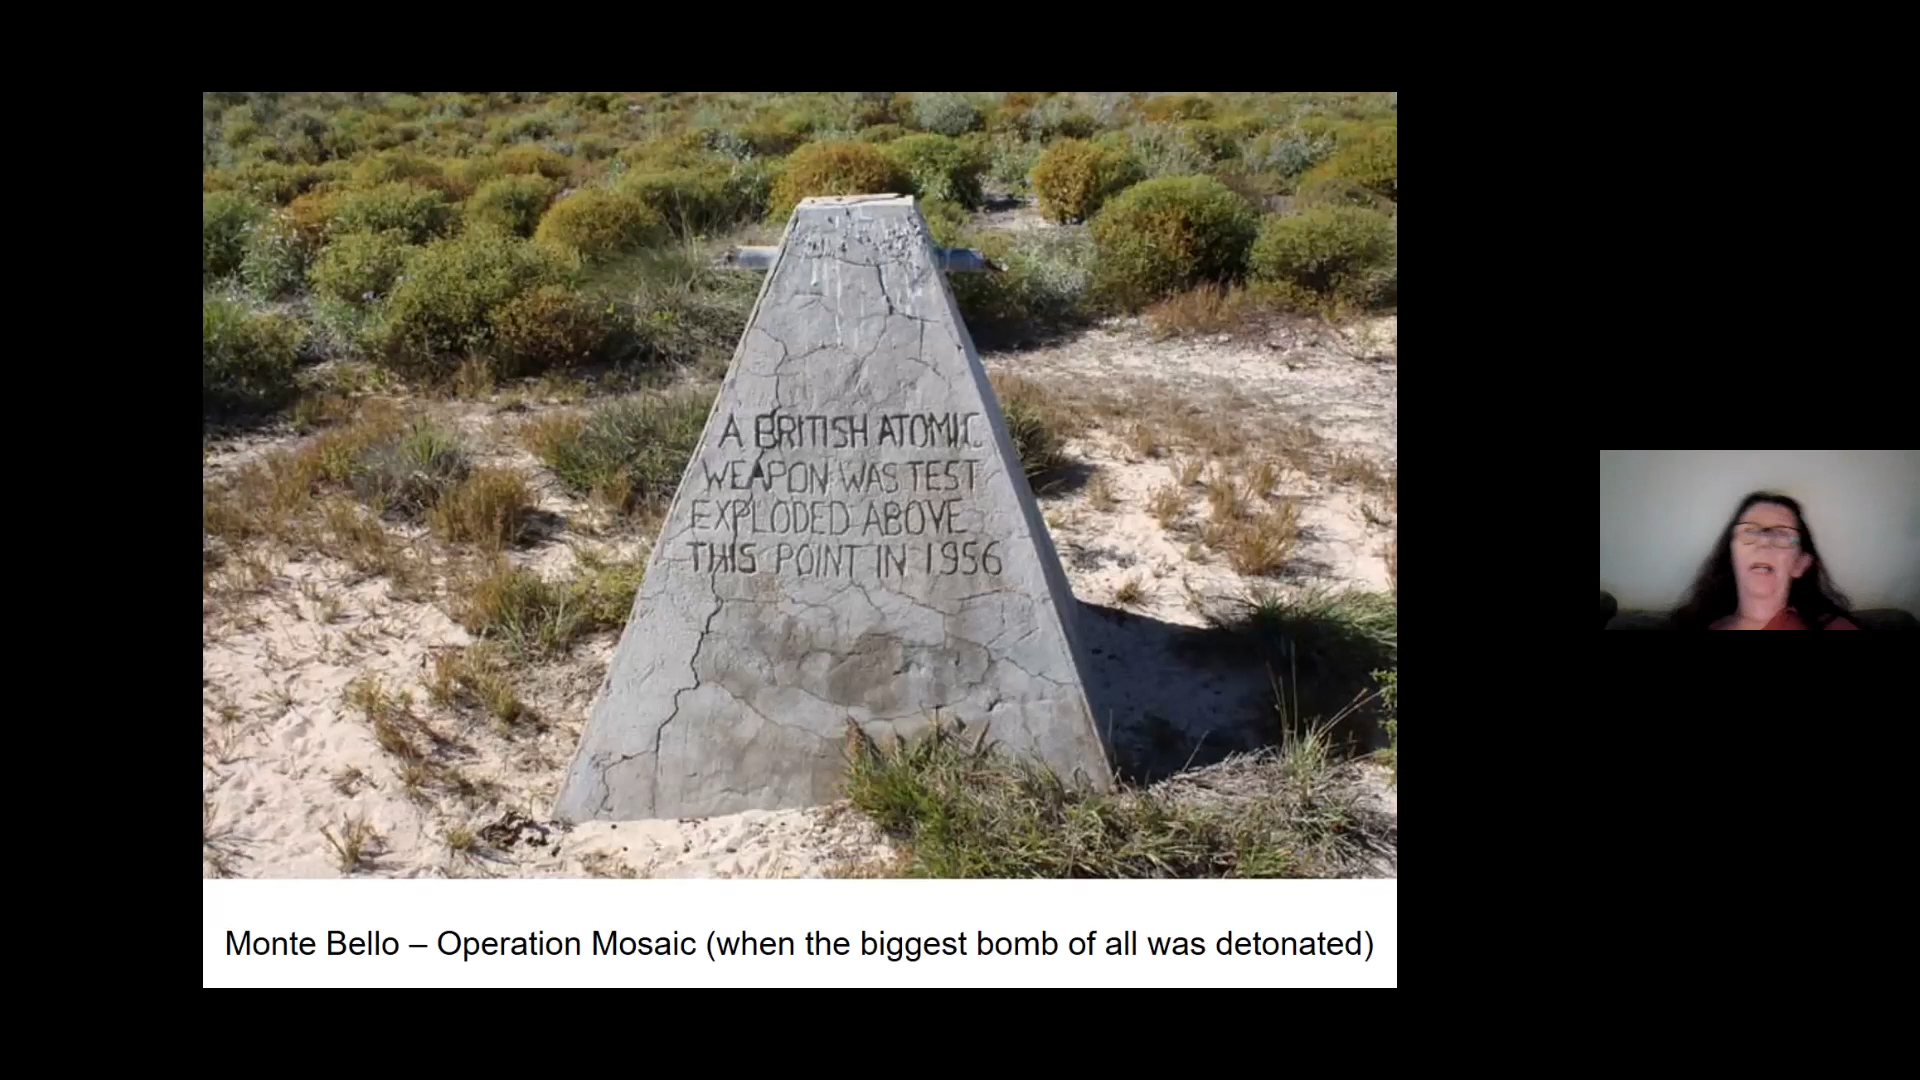 A BRITISH ATOMIC
WEAPON WAS TEST
EXPLODED ABOVE
THIS POINT IN 1956
Monte Bello – Operation Mosaic (when the biggest bomb of all was detonated)